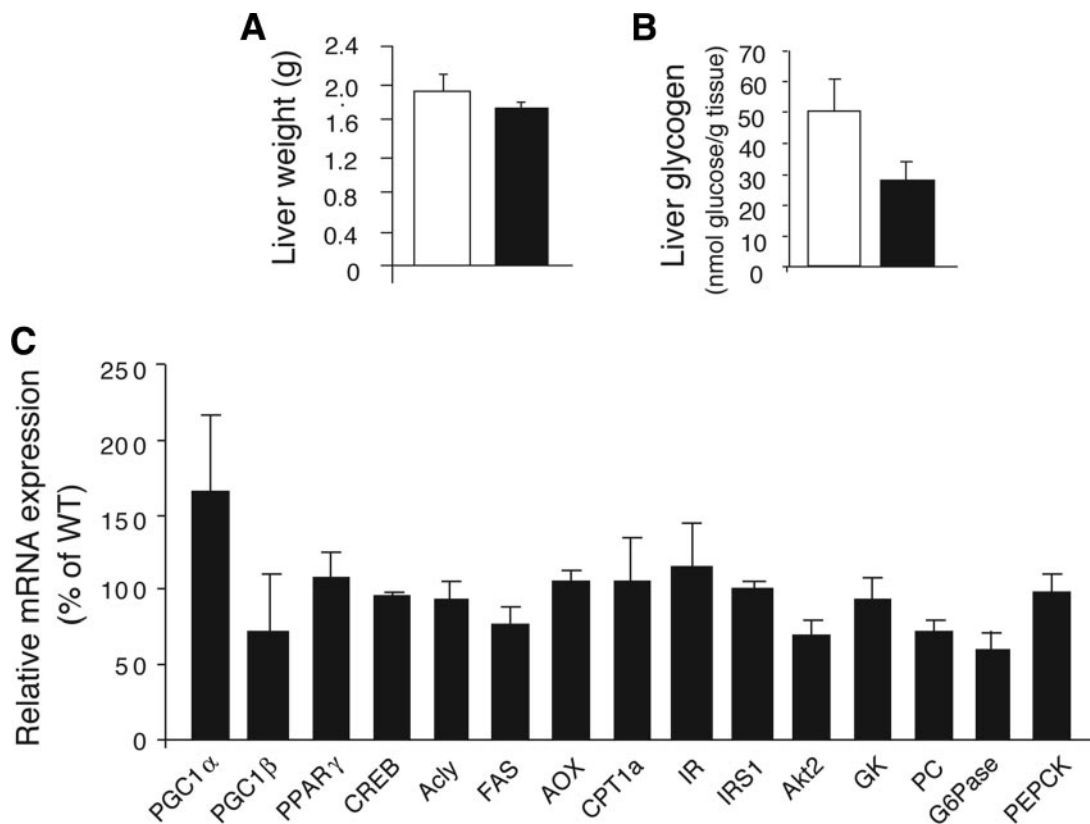 A
Liver weight (g)
2.4
2.0
1.6
1.2
0.8
0.4
0
B
Liver glycogen
(nmol glucose/g tissue)
70
60
50
40
30
20
10
0
C
Relative mRNA expression
(% of WT)
250
200
150
100
50
0
PGC1α
PGC1β
PPARγ
CREB
Acly
FAS
AOX
CPT1a
IR
IRS1
Akt2
GK
PC
G6Pase
PEPCK